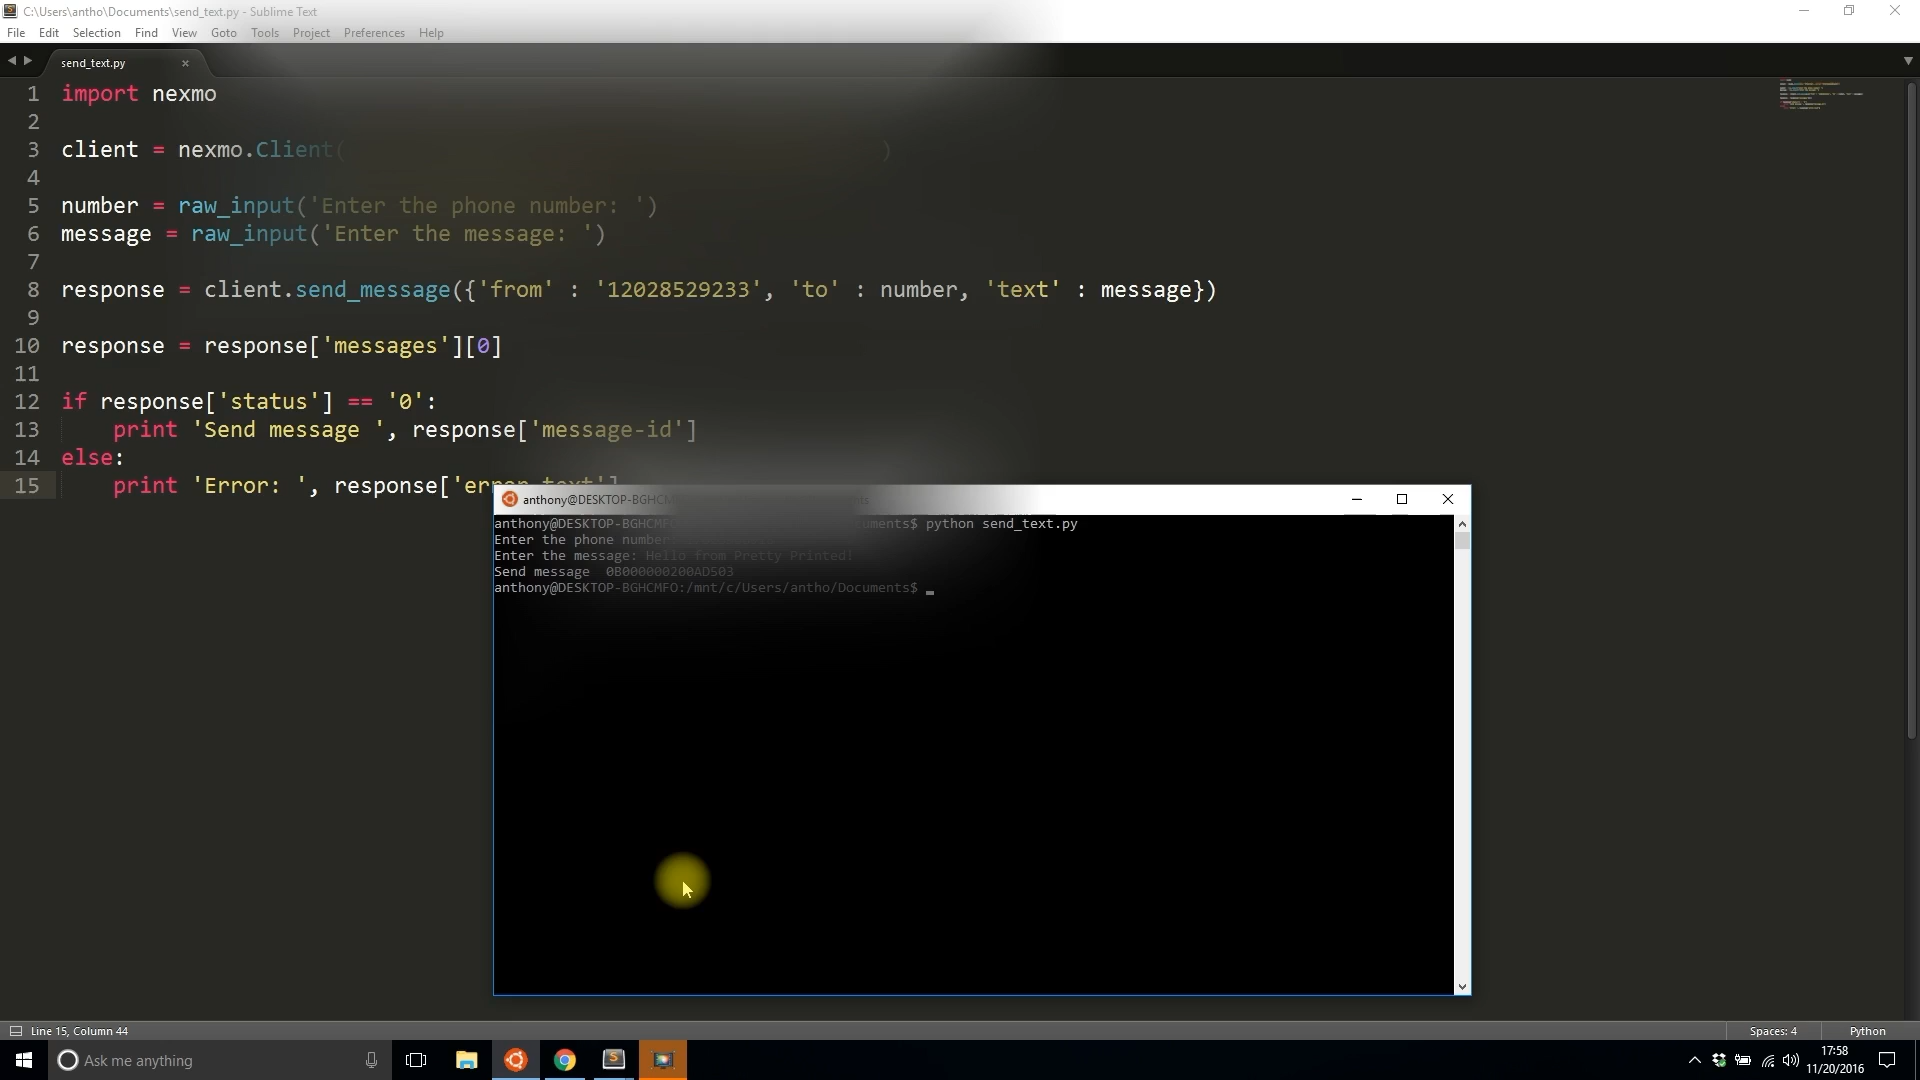 C:\Users\antho\Documents\send_text.py - Sublime Text
File Edit Selection Find View Goto Tools Project Preferences Help
send_text.py
1 import nexmo
2
3 client = nexmo.Client( )
4
5 number = raw_input('Enter the phone number: ')
6 message = raw_input('Enter the message: ')
7
8 response = client.send_message({'from' : '12028529233', 'to' : number, 'text' : message})
9
10 response = response['messages'][0]
11
12 if response['status'] == '0':
13 print 'Send message ', response['message-id']
14 else:
15 print 'Error: ', response['error-text']
anthony@DESKTOP-BGHCM
anthony@DESKTOP-BGHCMFO $ python send_text.py
Enter the phone number:
Enter the message: Hello from Pretty Printed!
Send message 0B000000200AD503
anthony@DESKTOP-BGHCMFO:/mnt/c/Users/antho/Documents$
Line 15, Column 44
Spaces: 4
Python
Ask me anything
17:58
11/20/2016